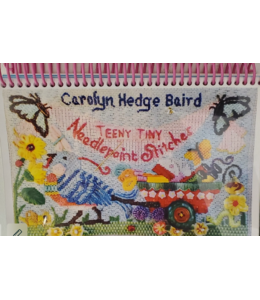 Carolyn Hedge Baird
TEENY TINY
Needlepoint Stitches